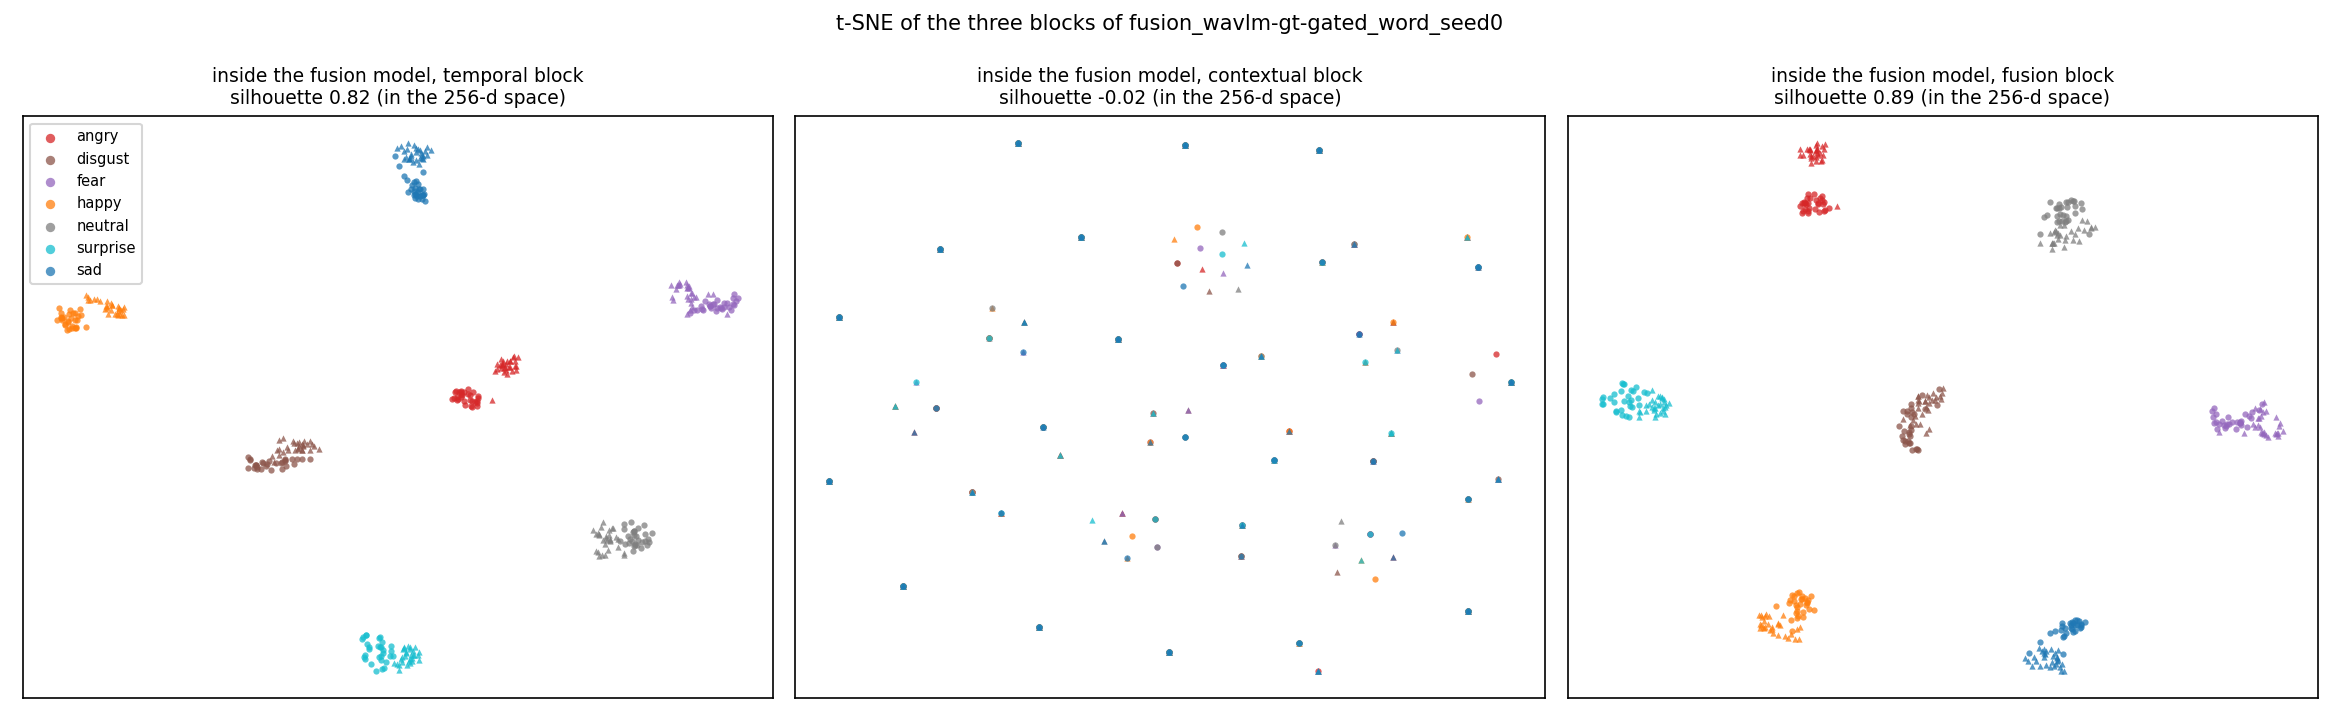 t-SNE of the three blocks of fusion_wavlm-gt-gated_word_seed0
inside the fusion model, temporal block
silhouette 0.82 (in the 256-d space)
angry
disgust
fear
happy
neutral
surprise
sad
inside the fusion model, contextual block
silhouette -0.02 (in the 256-d space)
inside the fusion model, fusion block
silhouette 0.89 (in the 256-d space)